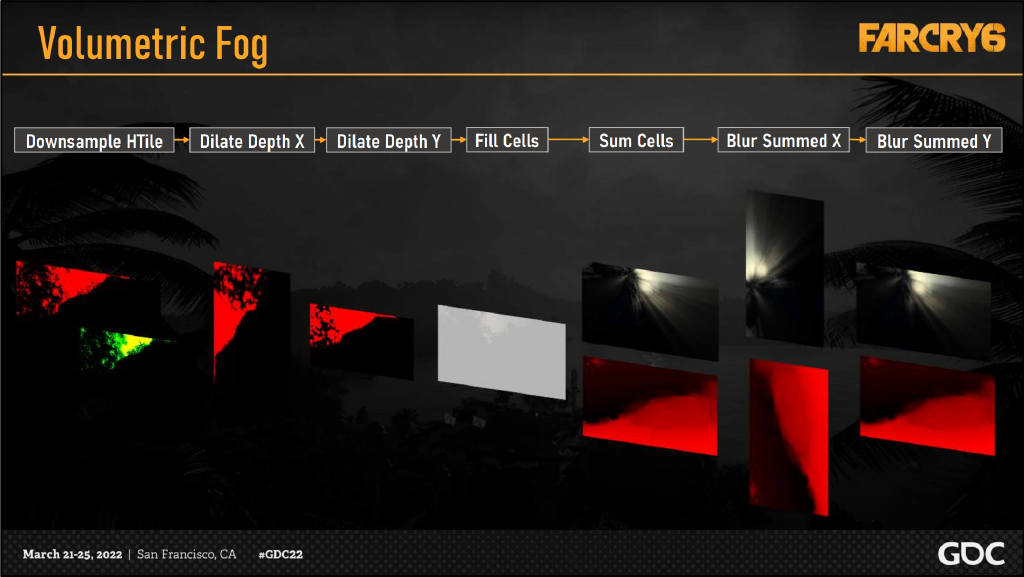 Volumetric Fog
FARCRY6
Downsample HTile
Dilate Depth X
Dilate Depth Y
Fill Cells
Sum Cells
Blur Summed X
Blur Summed Y
March 21-25, 2022 | San Francisco, CA #GDC22
GDC